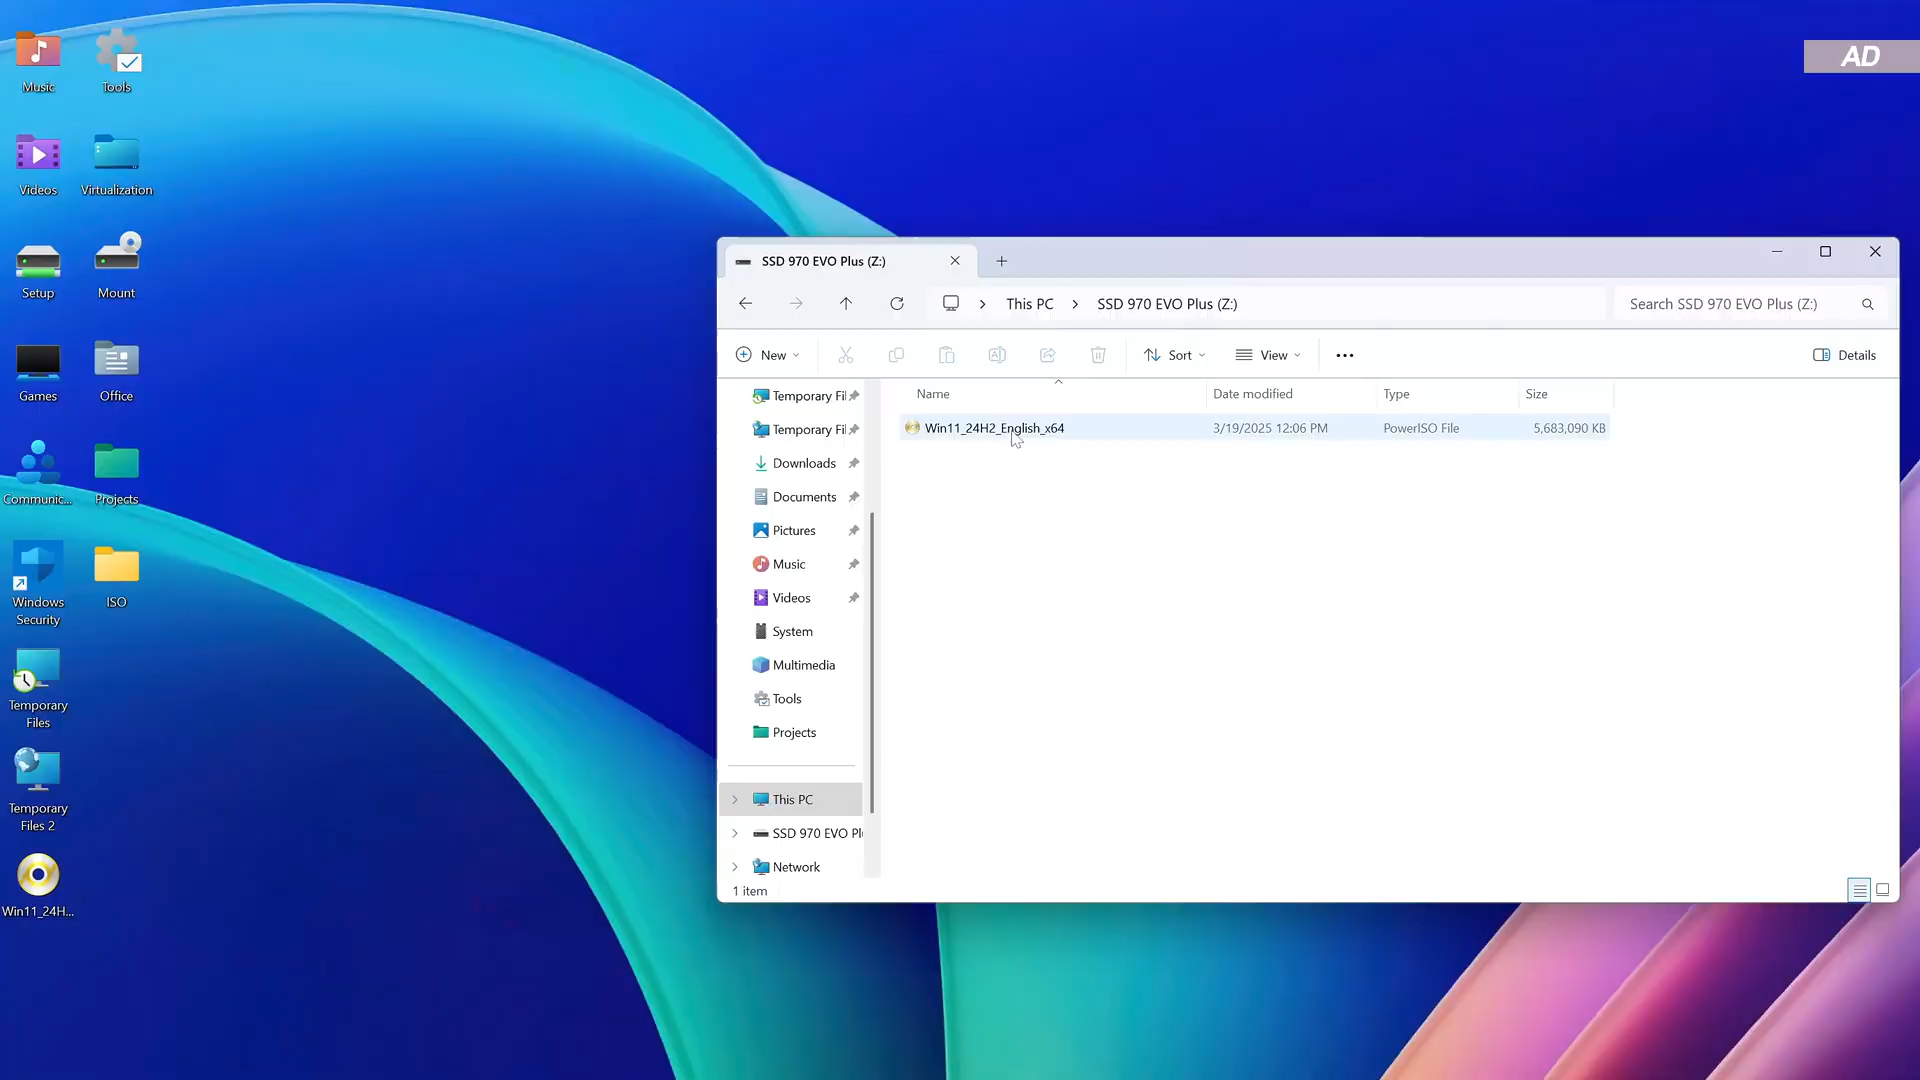 Music
Tools
Videos
Virtualization
Setup
Mount
Games
Office
Communic...
Projects
Windows
Security
ISO
Temporary
Files
Temporary
Files 2
Win11_24H...
AD
SSD 970 EVO Plus (Z:)
This PC
SSD 970 EVO Plus (Z:)
Search SSD 970 EVO Plus (Z:)
New
Sort
View
Details
Name
Date modified
Type
Size
Win11_24H2_English_x64
3/19/2025 12:06 PM
PowerISO File
5,683,090 KB
Temporary Fil
Temporary Fil
Downloads
Documents
Pictures
Music
Videos
System
Multimedia
Tools
Projects
This PC
SSD 970 EVO Plu
Network
1 item